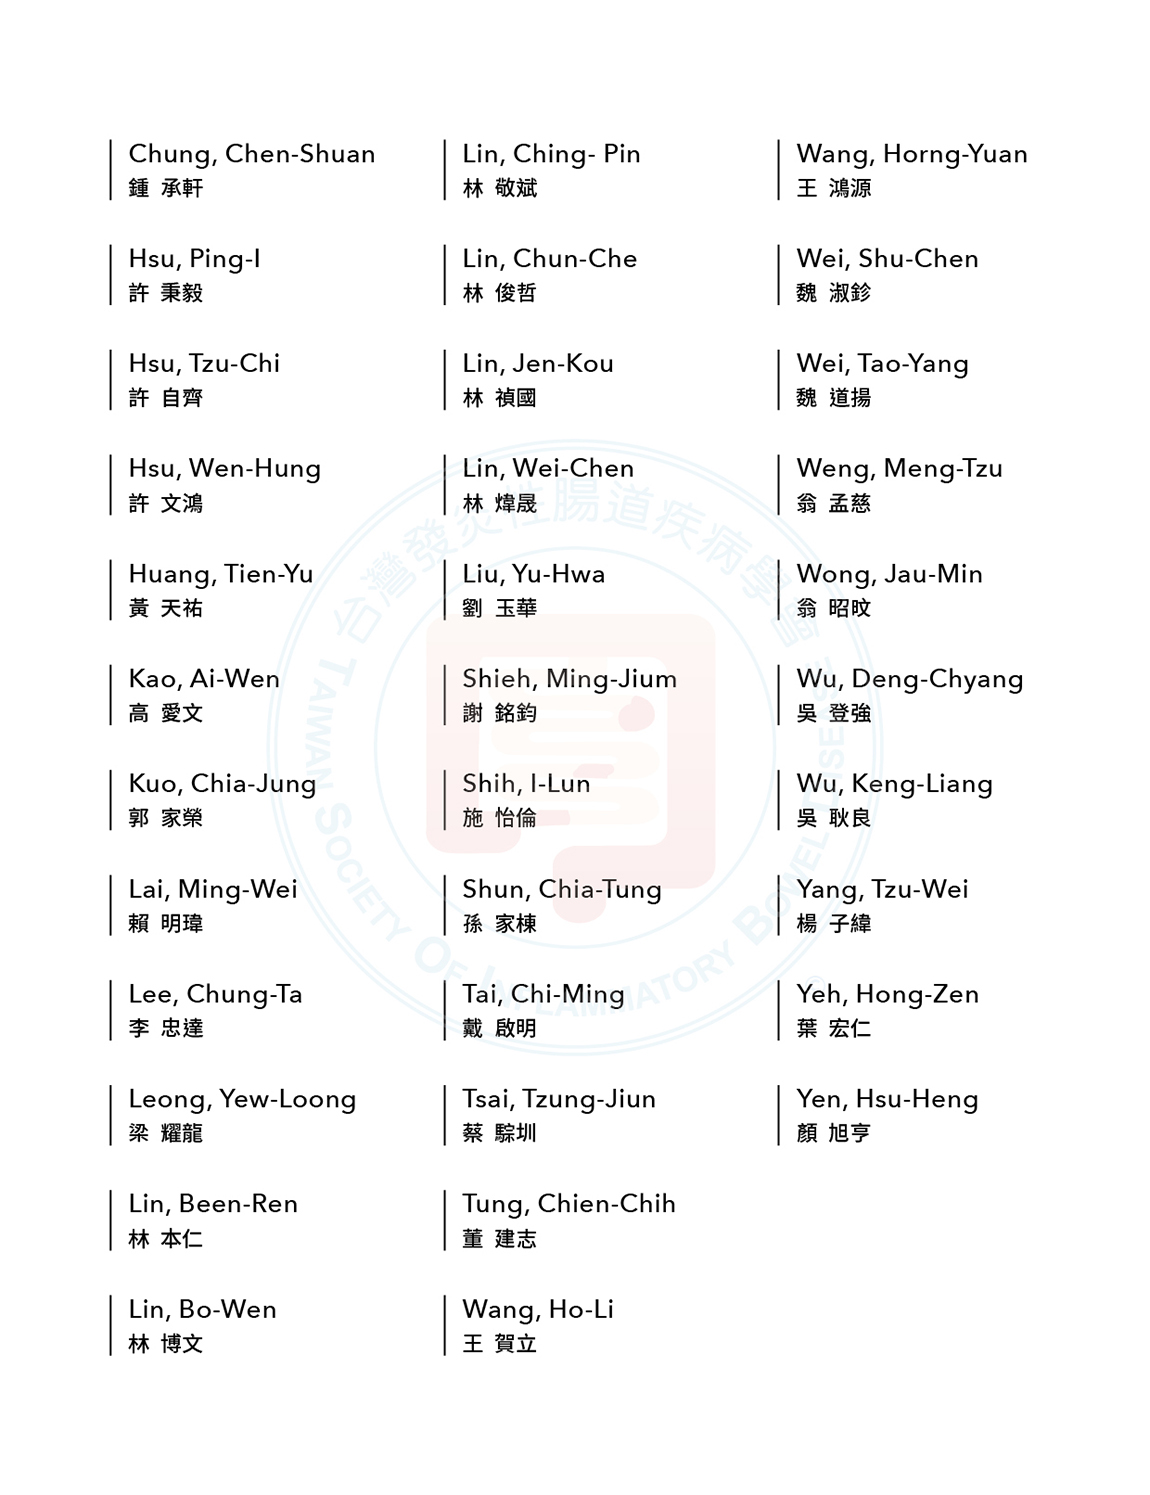 Chung, Chen-Shuan
鍾 承軒
Hsu, Ping-I
許 秉毅
Hsu, Tzu-Chi
許 自齊
Hsu, Wen-Hung
許 文鴻
Huang, Tien-Yu
黃 天祐
Kao, Ai-Wen
高 愛文
Kuo, Chia-Jung
郭 家榮
Lai, Ming-Wei
賴 明瑋
Lee, Chung-Ta
李 忠達
Leong, Yew-Loong
梁 耀龍
Lin, Been-Ren
林 本仁
Lin, Bo-Wen
林 博文
Lin, Ching- Pin
林 敬斌
Lin, Chun-Che
林 俊哲
Lin, Jen-Kou
林 禎國
Lin, Wei-Chen
林 煒晟
Liu, Yu-Hwa
劉 玉華
Shieh, Ming-Jium
謝 銘鈞
Shih, I-Lun
施 怡倫
Shun, Chia-Tung
孫 家棟
Tai, Chi-Ming
戴 啟明
Tsai, Tzung-Jiun
蔡 騌圳
Tung, Chien-Chih
董 建志
Wang, Ho-Li
王 賀立
Wang, Horng-Yuan
王 鴻源
Wei, Shu-Chen
魏 淑鉁
Wei, Tao-Yang
魏 道揚
Weng, Meng-Tzu
翁 孟慈
Wong, Jau-Min
翁 昭旼
Wu, Deng-Chyang
吳 登強
Wu, Keng-Liang
吳 耿良
Yang, Tzu-Wei
楊 子緯
Yeh, Hong-Zen
葉 宏仁
Yen, Hsu-Heng
顏 旭亨
台灣發炎性腸道疾病學會
TAIWAN SOCIETY OF INFLAMMATORY BOWEL DISEASE
©